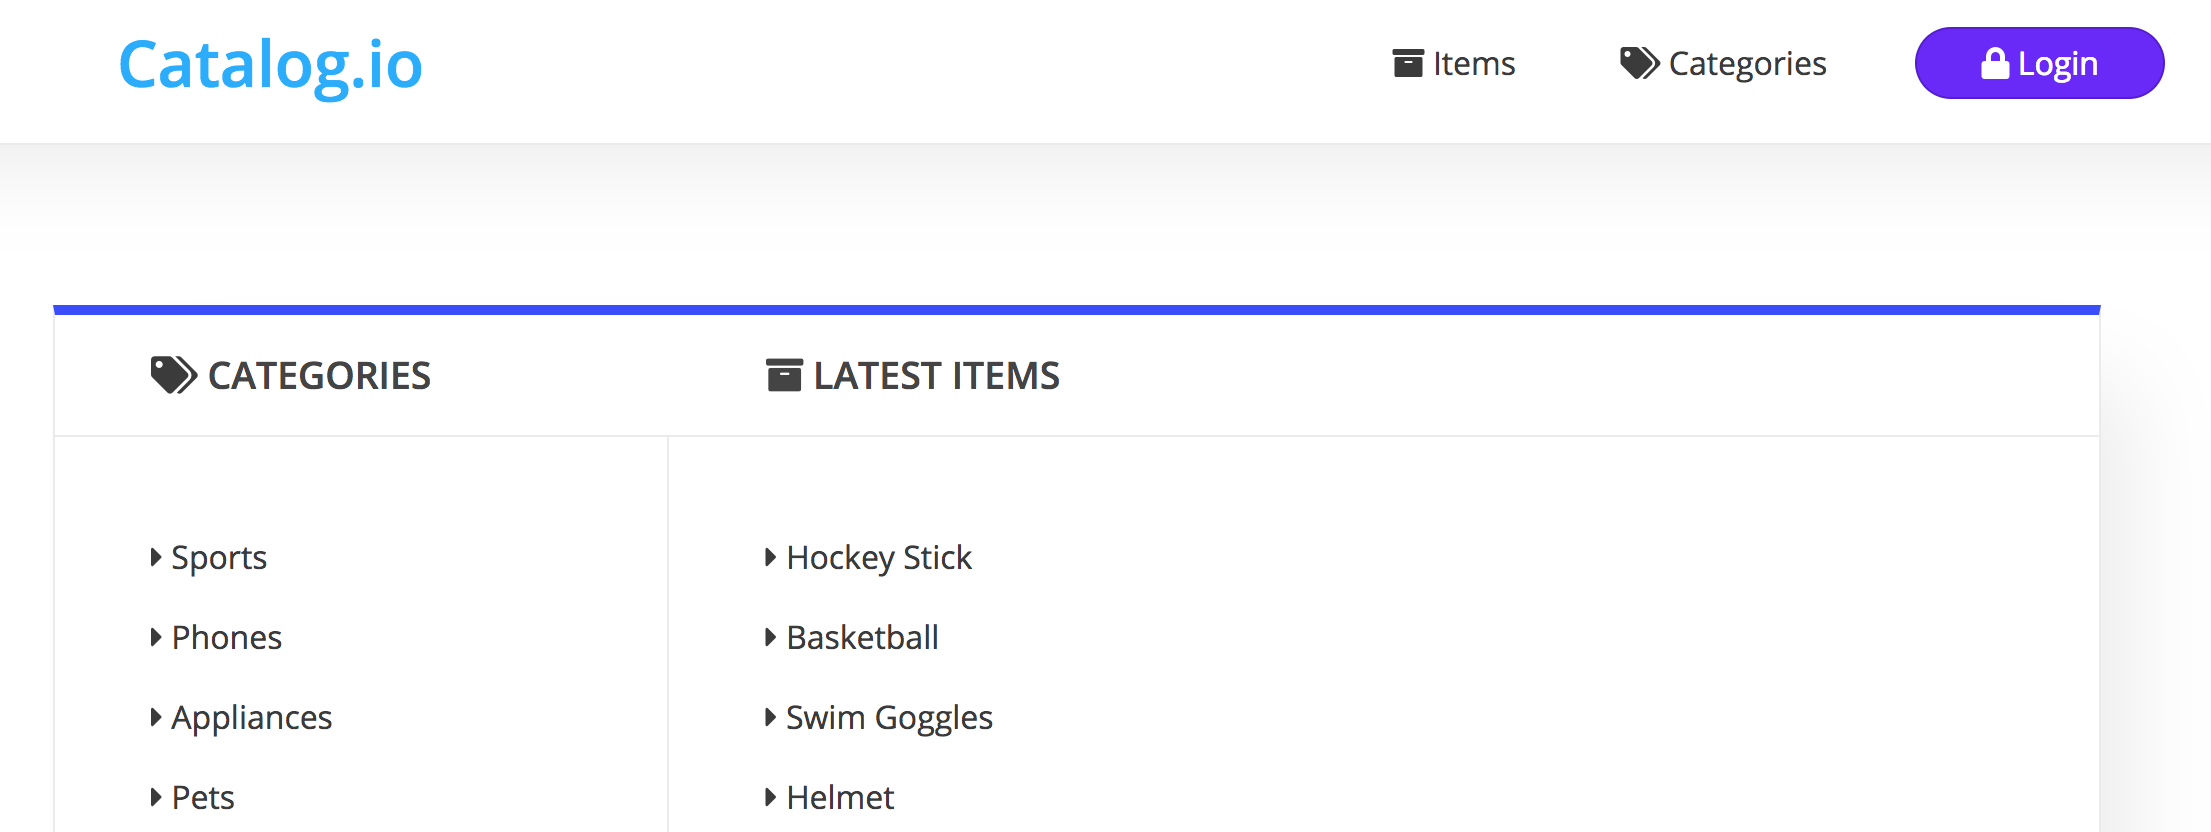 Catalog.io
Items
Categories
Login
CATEGORIES
LATEST ITEMS
Sports
Phones
Appliances
Pets
Hockey Stick
Basketball
Swim Goggles
Helmet